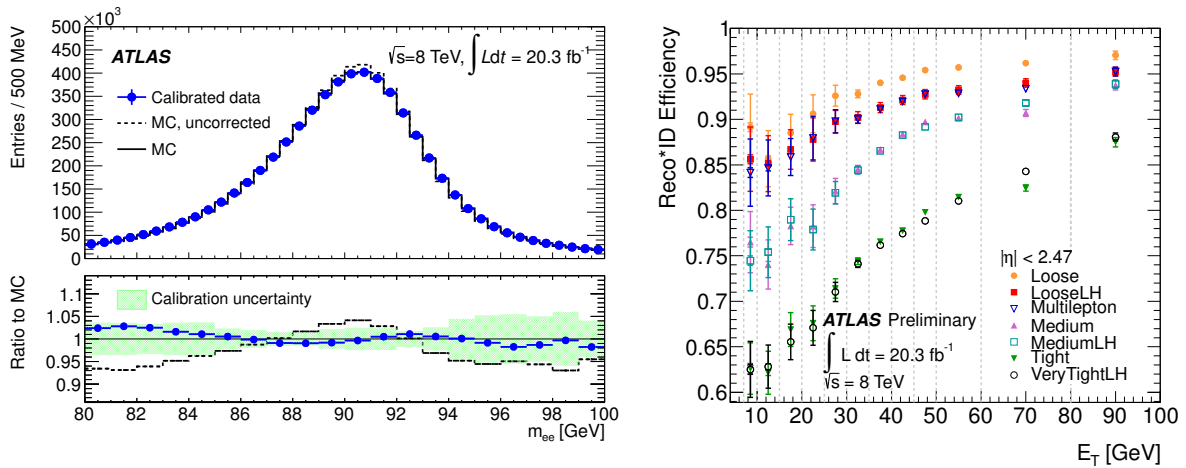 ×10³
500
450
400
350
300
250
200
150
100
50
0
Entries / 500 MeV
ATLAS
√s=8 TeV, ∫ Ldt = 20.3 fb⁻¹
Calibrated data
MC, uncorrected
MC
Calibration uncertainty
1.1
1.05
1
0.95
0.9
Ratio to MC
80 82 84 86 88 90 92 94 96 98 100
m_ee [GeV]
Reco*ID Efficiency
0.95
0.9
0.85
0.8
0.75
0.7
0.65
0.6
|η| < 2.47
Loose
LooseLH
Multilepton
Medium
MediumLH
Tight
VeryTightLH
ATLAS Preliminary
∫ L dt = 20.3 fb⁻¹
√s = 8 TeV
10 20 30 40 50 60 70 80 90 100
E_T [GeV]